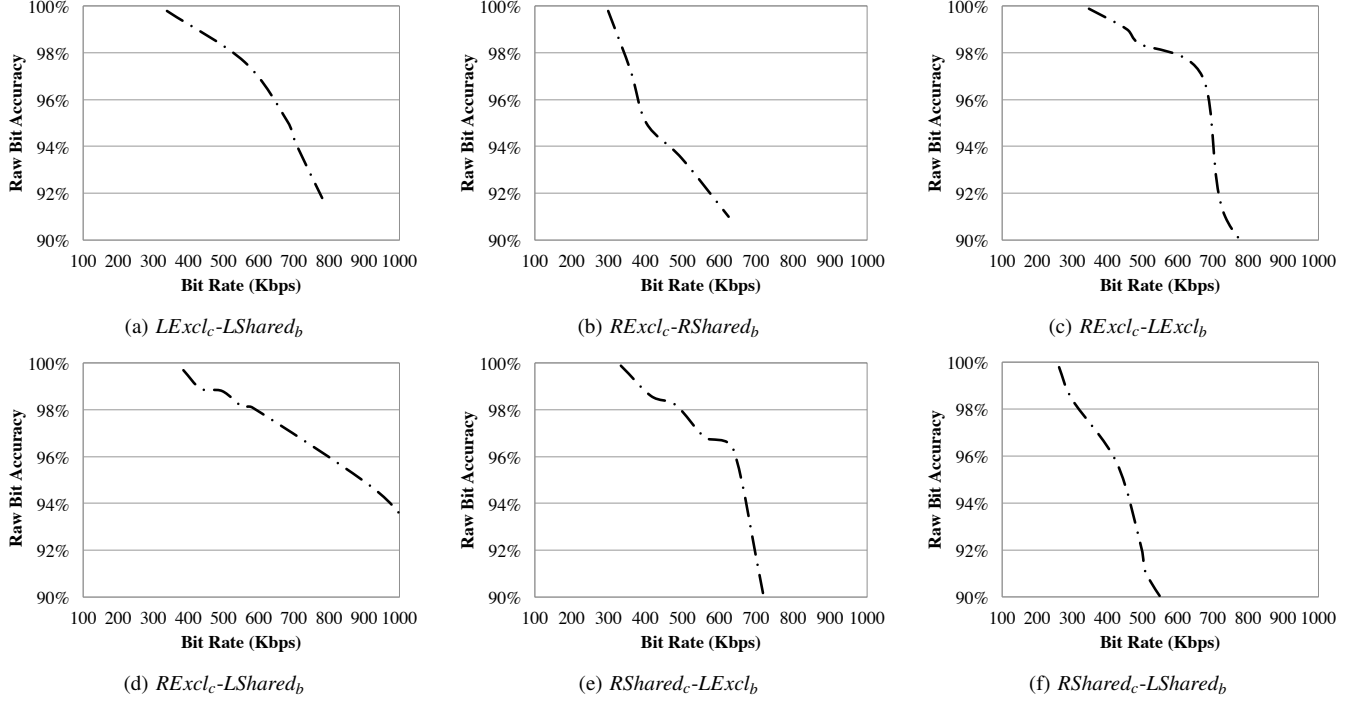 100%
98%
96%
94%
92%
90%
Raw Bit Accuracy
100 200 300 400 500 600 700 800 900 1000
Bit Rate (Kbps)
(a) LExclc-LSharedb
100%
98%
96%
94%
92%
90%
Raw Bit Accuracy
100 200 300 400 500 600 700 800 900 1000
Bit Rate (Kbps)
(b) RExclc-RSharedb
100%
98%
96%
94%
92%
90%
Raw Bit Accuracy
100 200 300 400 500 600 700 800 900 1000
Bit Rate (Kbps)
(c) RExclc-LExclb
100%
98%
96%
94%
92%
90%
Raw Bit Accuracy
100 200 300 400 500 600 700 800 900 1000
Bit Rate (Kbps)
(d) RExclc-LSharedb
100%
98%
96%
94%
92%
90%
Raw Bit Accuracy
100 200 300 400 500 600 700 800 900 1000
Bit Rate (Kbps)
(e) RSharedc-LExclb
100%
98%
96%
94%
92%
90%
Raw Bit Accuracy
100 200 300 400 500 600 700 800 900 1000
Bit Rate (Kbps)
(f) RSharedc-LSharedb